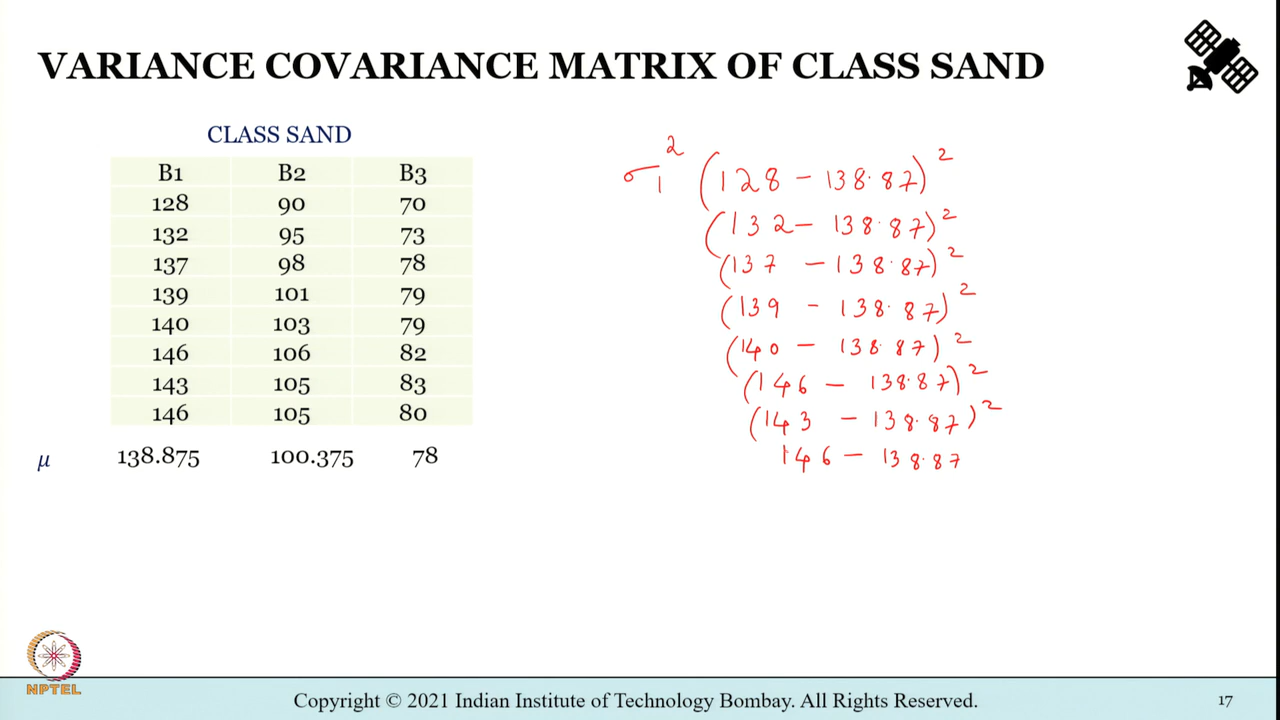 VARIANCE COVARIANCE MATRIX OF CLASS SAND
CLASS SAND
B1 B2 B3
128 90 70
132 95 73
137 98 78
139 101 79
140 103 79
146 106 82
143 105 83
146 105 80
μ 138.875 100.375 78
σ₁² (128 – 138.87)²
(132 – 138.87)²
(137 – 138.87)²
(139 – 138.87)²
(140 – 138.87)²
(146 – 138.87)²
(143 – 138.87)²
146 – 138.87
NPTEL
Copyright © 2021 Indian Institute of Technology Bombay. All Rights Reserved.
17